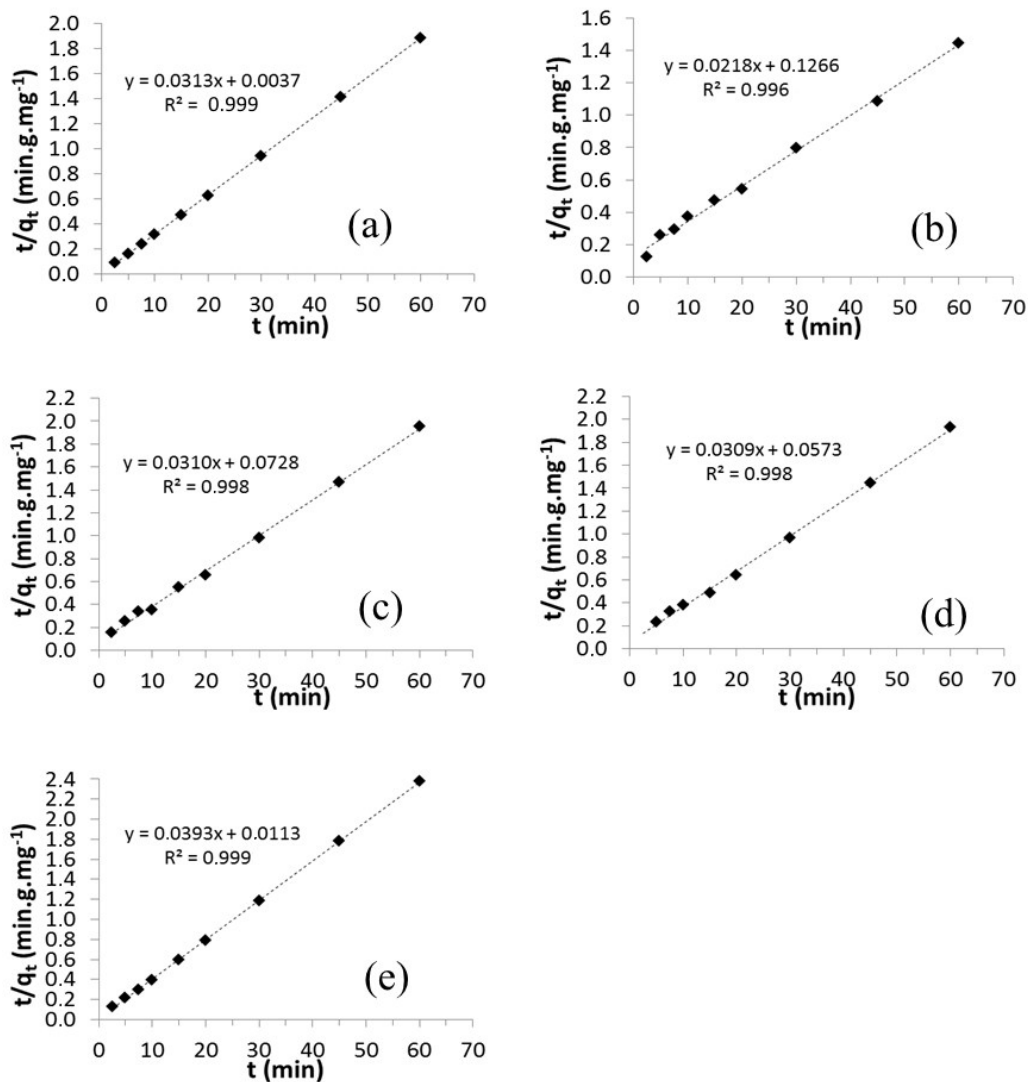 2.0
1.8
1.6
1.4
1.2
1.0
0.8
0.6
0.4
0.2
0.0
t/qt (min.g.mg-1)
y = 0.0313x + 0.0037
R² = 0.999
(a)
0 10 20 30 40 50 60 70
t (min)
1.6
1.4
1.2
1.0
0.8
0.6
0.4
0.2
0.0
t/qt (min.g.mg-1)
y = 0.0218x + 0.1266
R² = 0.996
(b)
0 10 20 30 40 50 60 70
t (min)
2.2
2.0
1.8
1.6
1.4
1.2
1.0
0.8
0.6
0.4
0.2
0.0
t/qt (min.g.mg-1)
y = 0.0310x + 0.0728
R² = 0.998
(c)
0 10 20 30 40 50 60 70
t (min)
2.2
2.0
1.8
1.6
1.4
1.2
1.0
0.8
0.6
0.4
0.2
0.0
t/qt (min.g.mg-1)
y = 0.0309x + 0.0573
R² = 0.998
(d)
0 10 20 30 40 50 60 70
t (min)
2.4
2.2
2.0
1.8
1.6
1.4
1.2
1.0
0.8
0.6
0.4
0.2
0.0
t/qt (min.g.mg-1)
y = 0.0393x + 0.0113
R² = 0.999
(e)
0 10 20 30 40 50 60 70
t (min)